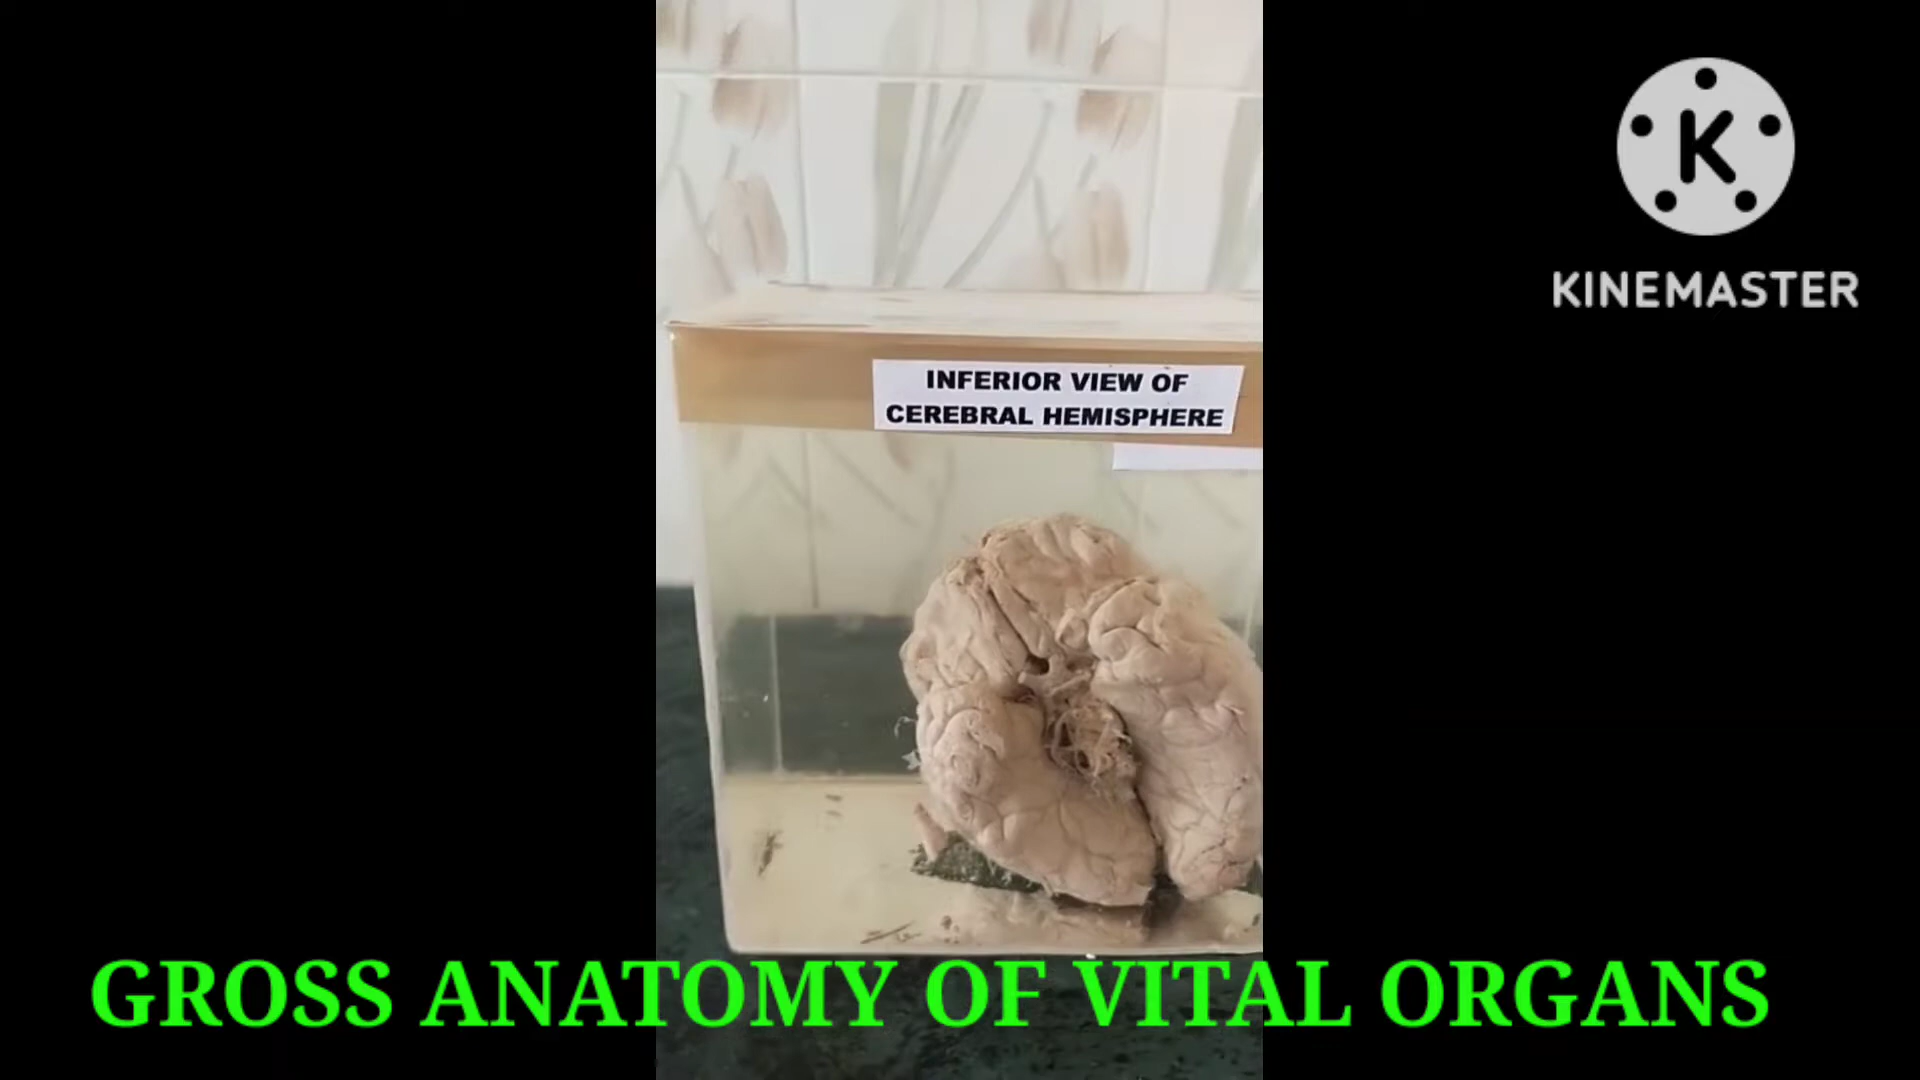 K
KINEMASTER
INFERIOR VIEW OF
CEREBRAL HEMISPHERE
GROSS ANATOMY OF VITAL ORGANS